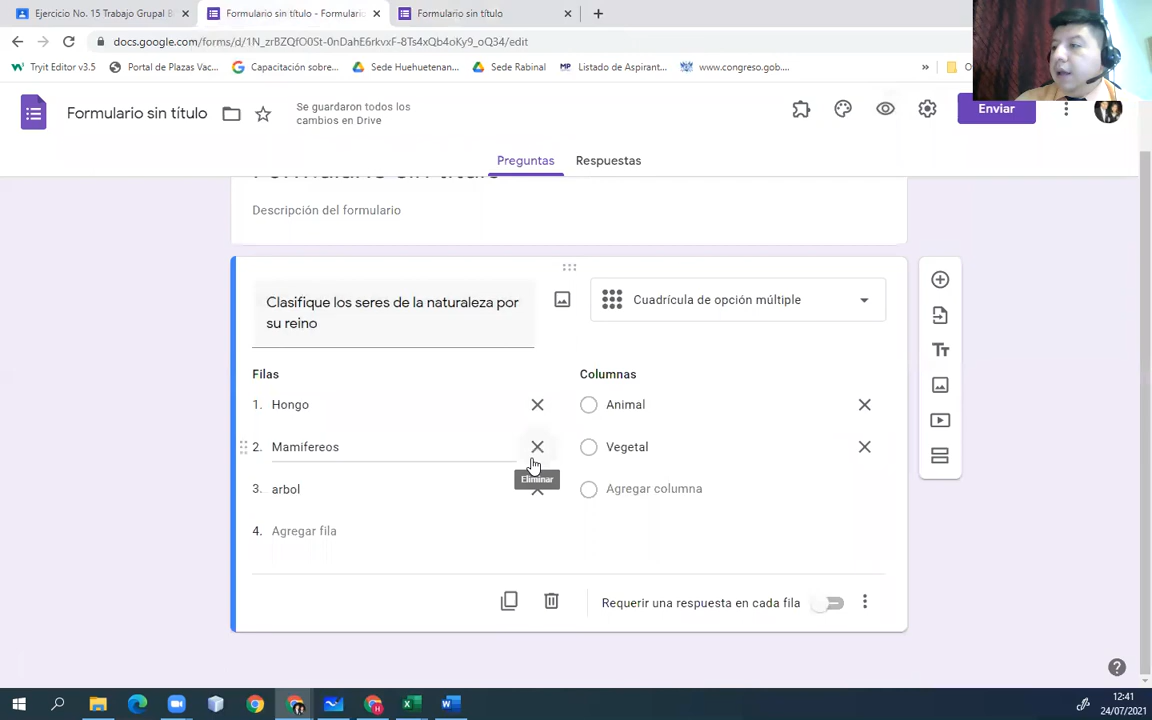 Ejercicio No. 15 Trabajo Grupal B
Formulario sin título - Formulario
Formulario sin título
docs.google.com/forms/d/1N_zrBZQfO0St-0nDahE6rkvxF-8Ts4xQb4oKy9_oQ34/edit
Tryit Editor v3.5
Portal de Plazas Vac...
Capacitación sobre...
Sede Huehuetenan...
Sede Rabinal
Listado de Aspirant...
www.congreso.gob....
»
Formulario sin título
Se guardaron todos los
cambios en Drive
Enviar
Preguntas
Respuestas
Formulario sin título
Descripción del formulario
Clasifique los seres de la naturaleza por
su reino
Cuadrícula de opción múltiple
Filas
Columnas
1. Hongo
Animal
2. Mamifereos
Vegetal
Eliminar
3. arbol
Agregar columna
4. Agregar fila
Requerir una respuesta en cada fila
12:41
24/07/2021